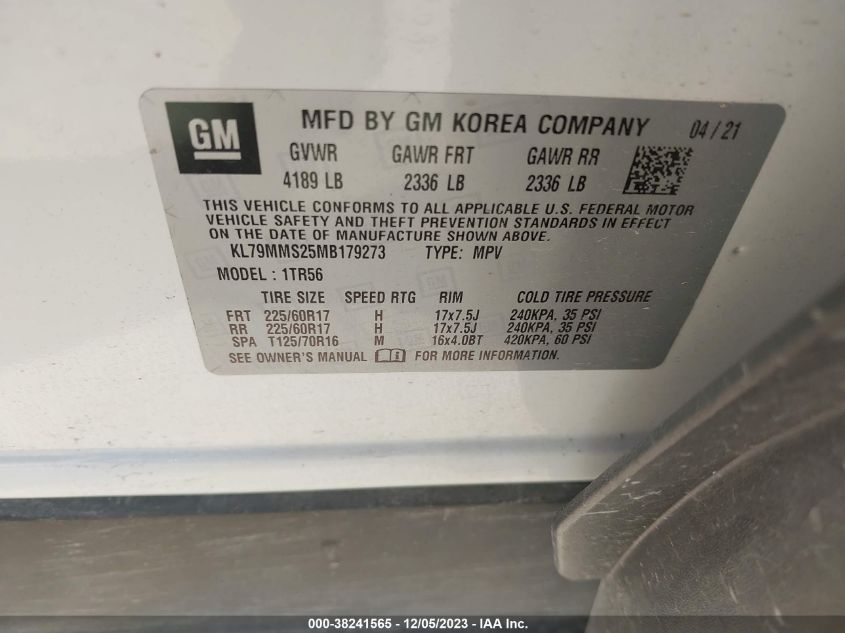 GM
MFD BY GM KOREA COMPANY 04/21
GVWR GAWR FRT GAWR RR
4189 LB 2336 LB 2336 LB
THIS VEHICLE CONFORMS TO ALL APPLICABLE U.S. FEDERAL MOTOR
VEHICLE SAFETY AND THEFT PREVENTION STANDARDS IN EFFECT
ON THE DATE OF MANUFACTURE SHOWN ABOVE.
KL79MMS25MB179273 TYPE: MPV
MODEL : 1TR56
TIRE SIZE SPEED RTG RIM COLD TIRE PRESSURE
FRT 225/60R17 H 17x7.5J 240KPA, 35 PSI
RR 225/60R17 H 17x7.5J 240KPA, 35 PSI
SPA T125/70R16 M 16x4.0BT 420KPA, 60 PSI
SEE OWNER'S MANUAL FOR MORE INFORMATION.
000-38241565 - 12/05/2023 - IAA Inc.